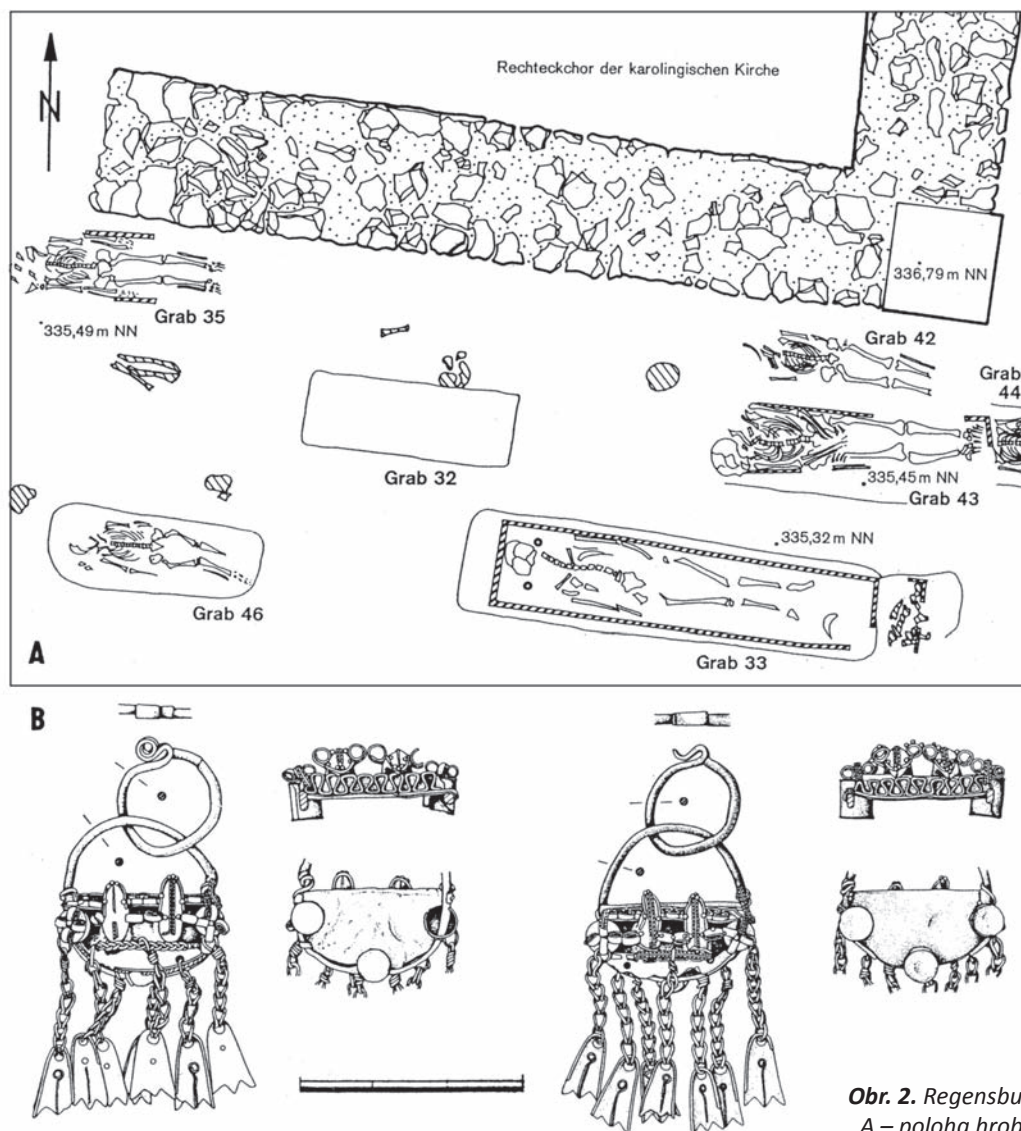 N
Rechteckchor der karolingischen Kirche
336,79 m NN
Grab 35
335,49 m NN
Grab 42
Grab
44
Grab 32
335,45 m NN
Grab 43
335,32 m NN
Grab 46
Grab 33
A
B
Obr. 2. Regensbu
A – poloha hrob